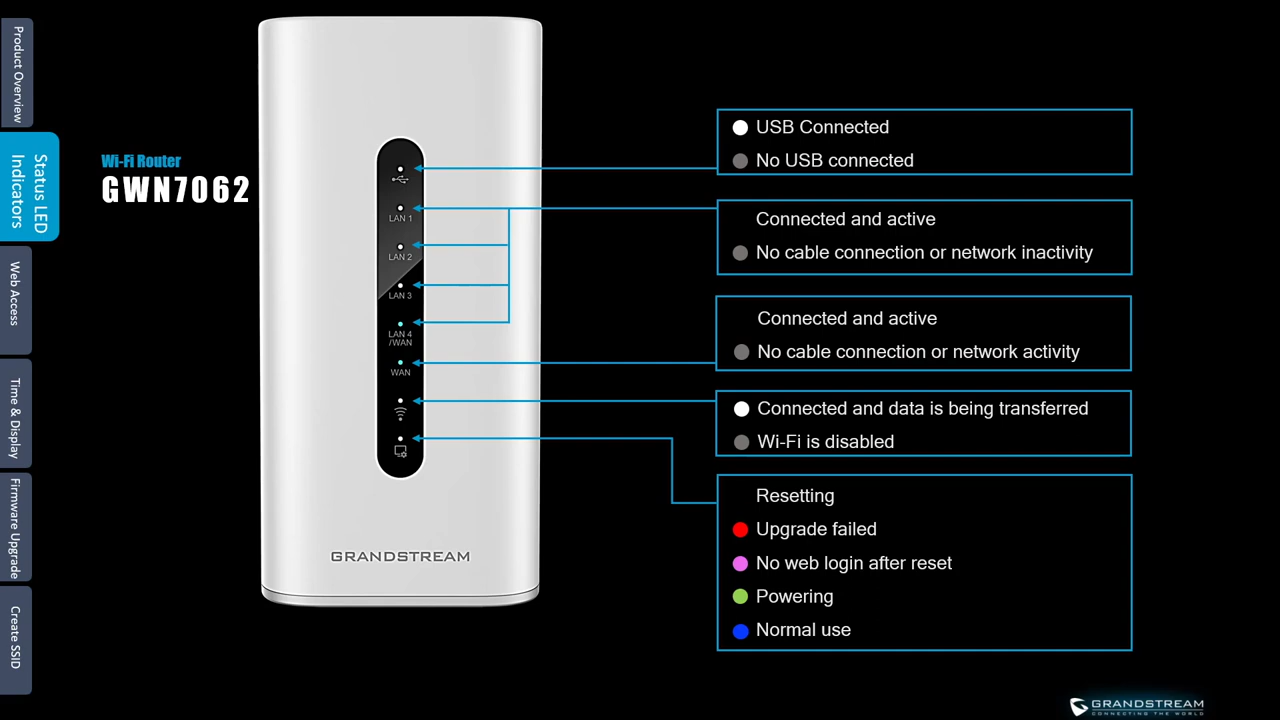 Product Overview
Status LED
Indicators
Web Access
Time & Display
Firmware Upgrade
Create SSID
Wi-Fi Router
GWN7062
LAN 1
LAN 2
LAN 3
LAN 4
/WAN
WAN
GRANDSTREAM
USB Connected
No USB connected
Connected and active
No cable connection or network inactivity
Connected and active
No cable connection or network activity
Connected and data is being transferred
Wi-Fi is disabled
Resetting
Upgrade failed
No web login after reset
Powering
Normal use
GRANDSTREAM
CONNECTING THE WORLD